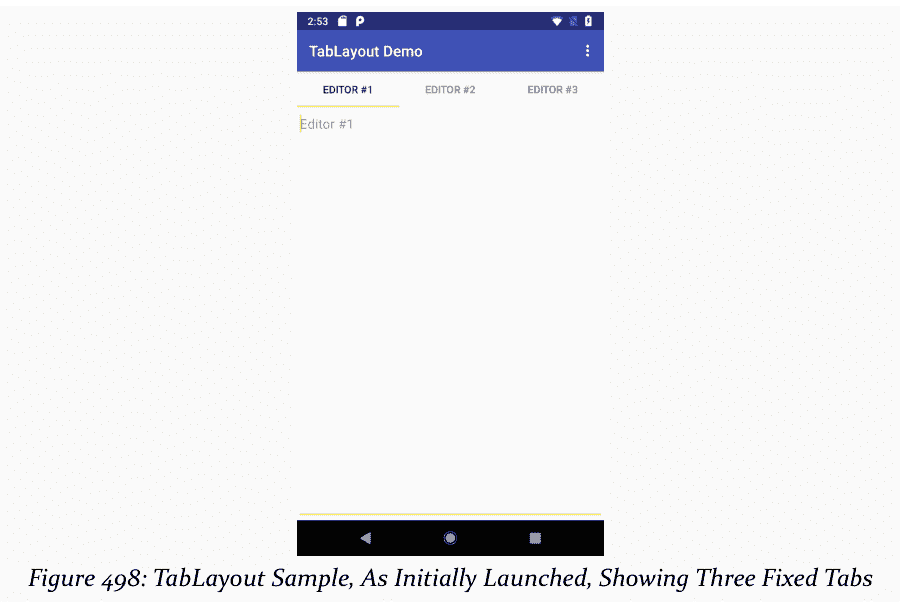 2:53
TabLayout Demo
EDITOR #1 EDITOR #2 EDITOR #3
Editor #1
Figure 498: TabLayout Sample, As Initially Launched, Showing Three Fixed Tabs